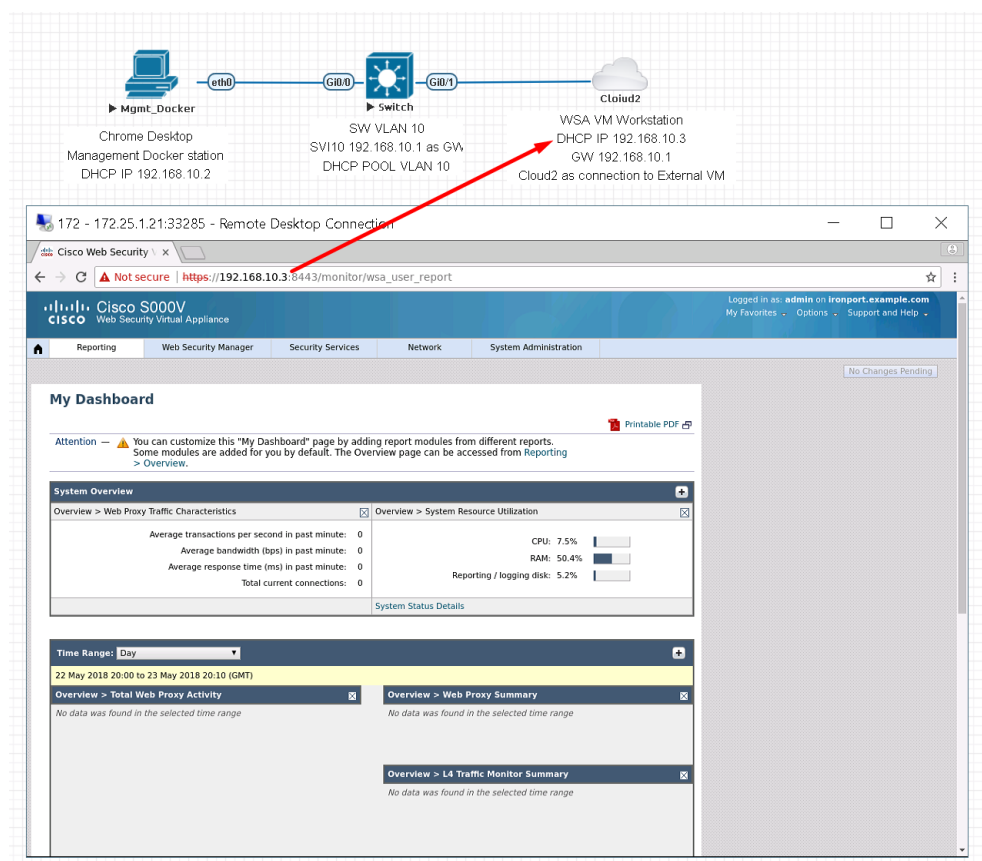 eth0
Gi0/0
Gi0/1
Mgmt_Docker
Switch
Cloiud2
Chrome Desktop
Management Docker station
DHCP IP 192.168.10.2
SW VLAN 10
SVI10 192.168.10.1 as GW
DHCP POOL VLAN 10
WSA VM Workstation
DHCP IP 192.168.10.3
GW 192.168.10.1
Cloud2 as connection to External VM
172 - 172.25.1.21:33285 - Remote Desktop Connection
Cisco Web Security
Not secure | https://192.168.10.3:8443/monitor/wsa_user_report
CISCO
Cisco S000V
Web Security Virtual Appliance
Logged in as: admin on ironport.example.com
My Favorites Options Support and Help
Reporting Web Security Manager Security Services Network System Administration
No Changes Pending
My Dashboard
Printable PDF
Attention — You can customize this "My Dashboard" page by adding report modules from different reports.
Some modules are added for you by default. The Overview page can be accessed from Reporting
> Overview.
System Overview
Overview > Web Proxy Traffic Characteristics
Average transactions per second in past minute: 0
Average bandwidth (bps) in past minute: 0
Average response time (ms) in past minute: 0
Total current connections: 0
Overview > System Resource Utilization
CPU: 7.5%
RAM: 50.4%
Reporting / logging disk: 5.2%
System Status Details
Time Range: Day
22 May 2018 20:00 to 23 May 2018 20:10 (GMT)
Overview > Total Web Proxy Activity
No data was found in the selected time range
Overview > Web Proxy Summary
No data was found in the selected time range
Overview > L4 Traffic Monitor Summary
No data was found in the selected time range